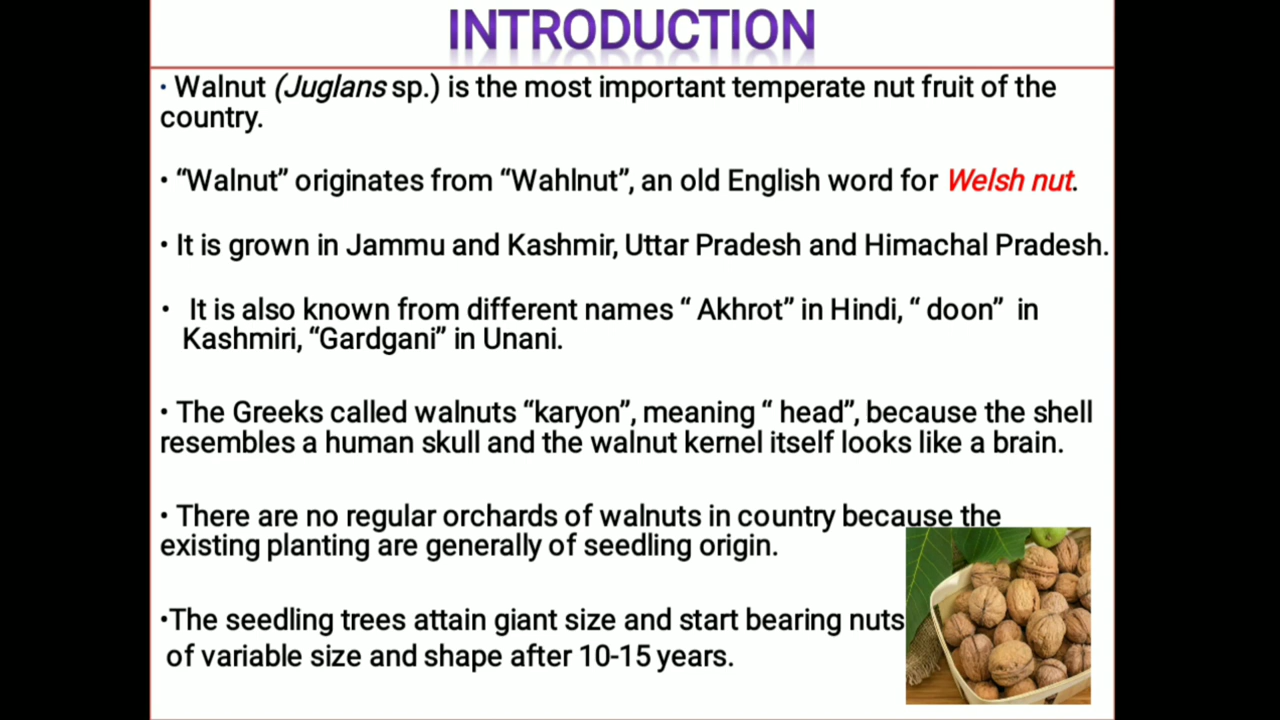 INTRODUCTION
• Walnut (Juglans sp.) is the most important temperate nut fruit of the
country.
• “Walnut” originates from “Wahlnut”, an old English word for Welsh nut.
• It is grown in Jammu and Kashmir, Uttar Pradesh and Himachal Pradesh.
• It is also known from different names “ Akhrot” in Hindi, “ doon” in
Kashmiri, “Gardgani” in Unani.
• The Greeks called walnuts “karyon”, meaning “ head”, because the shell
resembles a human skull and the walnut kernel itself looks like a brain.
• There are no regular orchards of walnuts in country because the
existing planting are generally of seedling origin.
•The seedling trees attain giant size and start bearing nuts
of variable size and shape after 10-15 years.